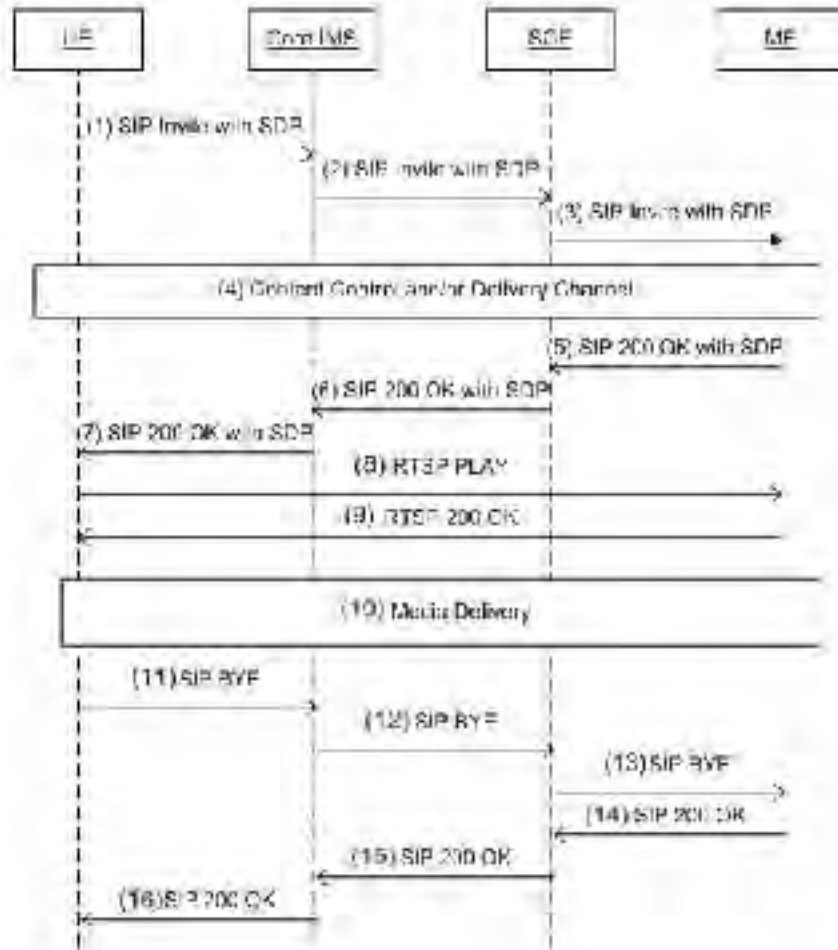 UE
Core IMS
SCF
MF
(1) SIP Invite with SDP
(2) SIP Invite with SDP
(3) SIP Invite with SDP
(4) Content Control and/or Delivery Channel
(5) SIP 200 OK with SDP
(6) SIP 200 OK with SDP
(7) SIP 200 OK with SDP
(8) RTSP PLAY
(9) RTSP 200 OK
(10) Media Delivery
(11) SIP BYE
(12) SIP BYE
(13) SIP BYE
(14) SIP 200 OK
(15) SIP 200 OK
(16) SIP 200 OK